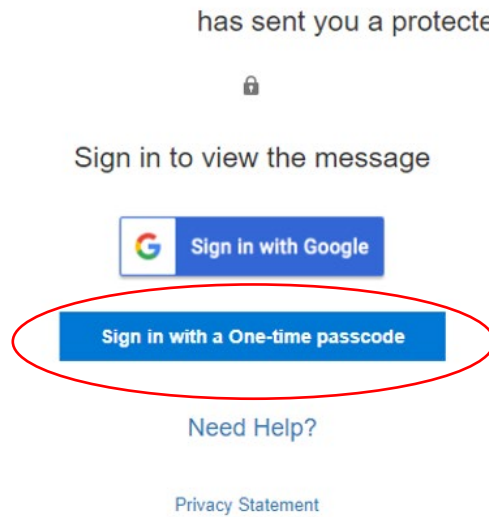 has sent you a
Sign in to view the message
Sign in with Google
Sign in with a One-time passcode
Need Help?
Privacy Statement